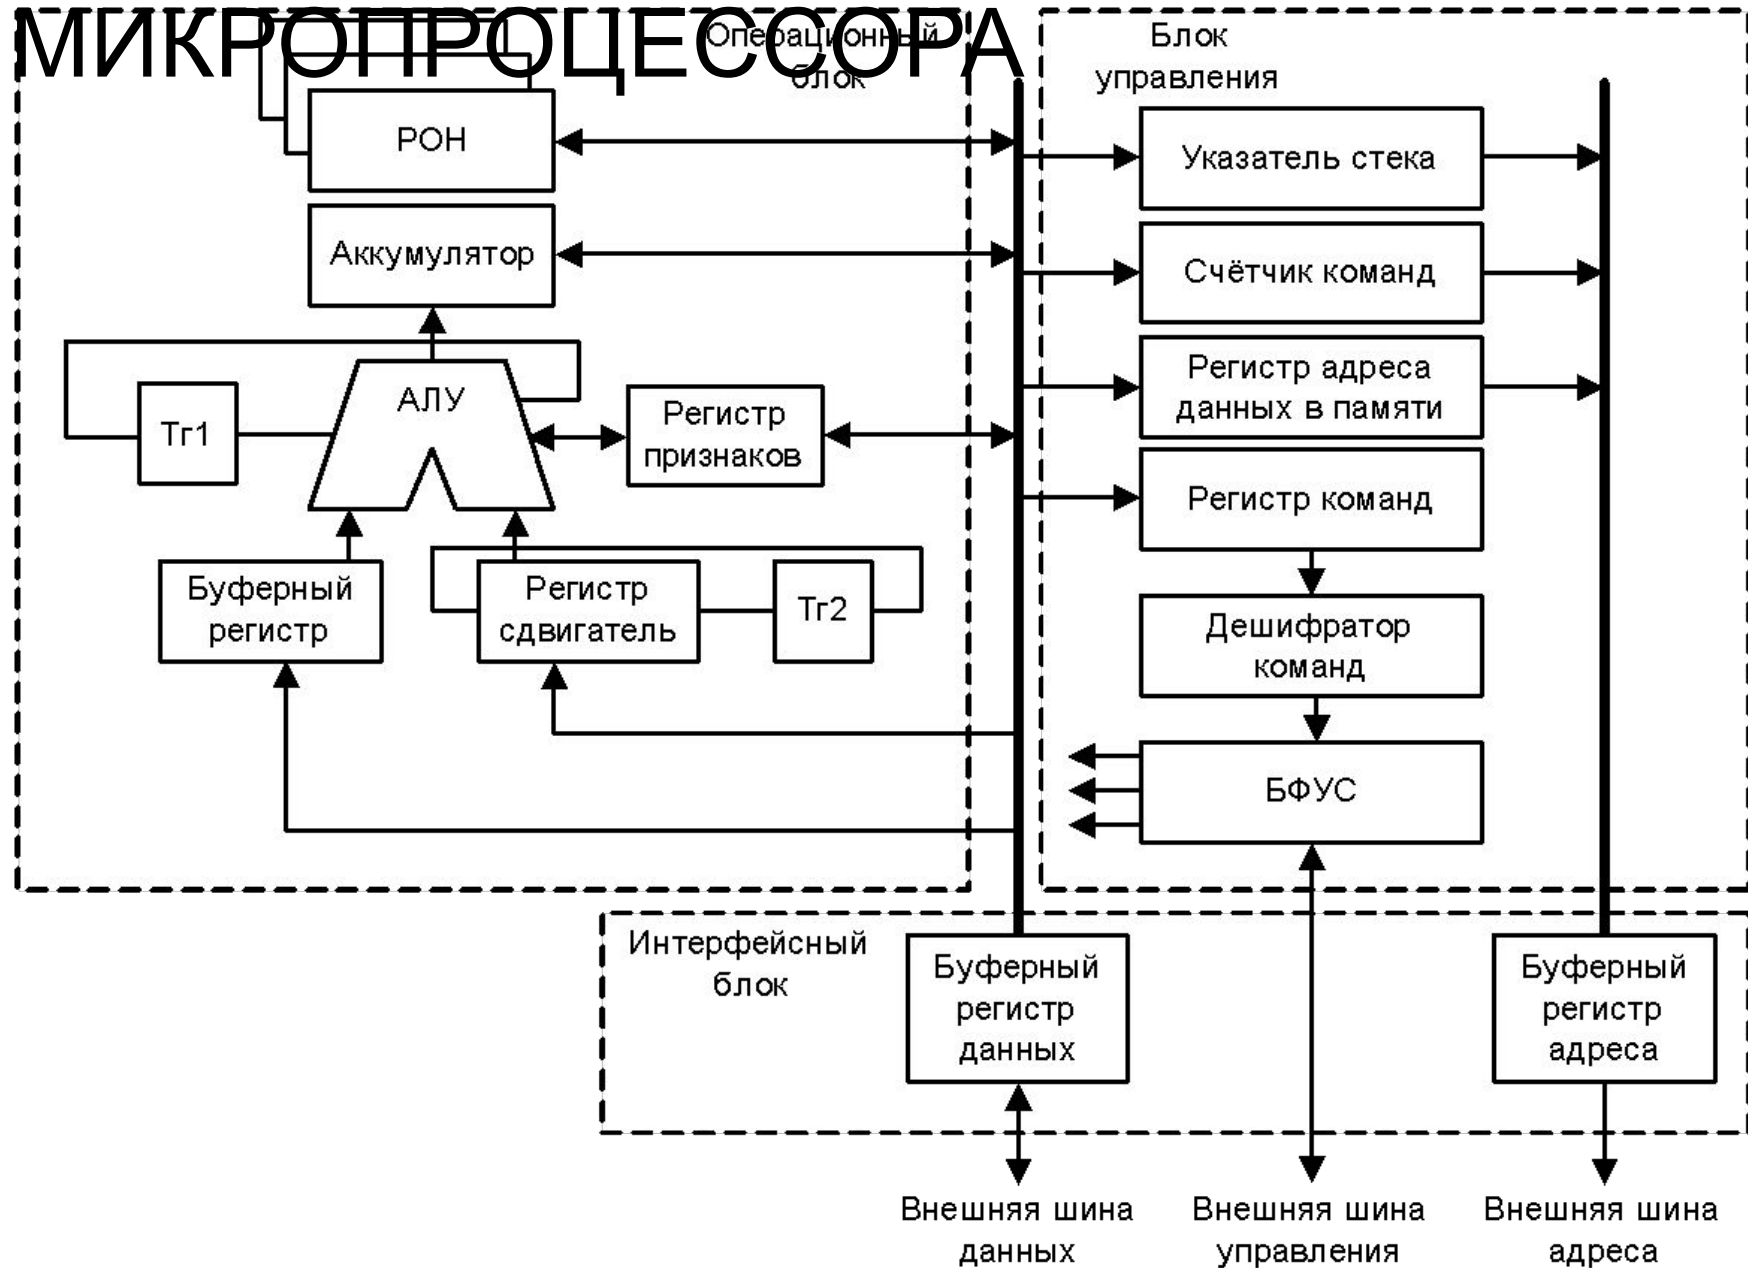 МИКРОПРОЦЕССОРА
Операционный
блок
РОН
Аккумулятор
АЛУ
Тг1
Регистр
признаков
Буферный
регистр
Регистр
сдвигатель
Тг2
Блок
управления
Указатель стека
Счётчик команд
Регистр адреса
данных в памяти
Регистр команд
Дешифратор
команд
БФУС
Интерфейсный
блок
Буферный
регистр
данных
Буферный
регистр
адреса
Внешняя шина
данных
Внешняя шина
управления
Внешняя шина
адреса